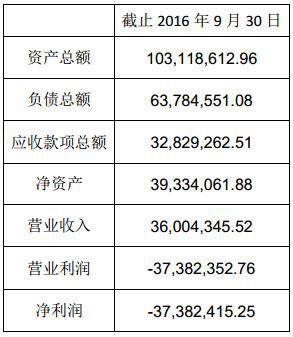 截止 2016 年 9 月 30 日
资产总额 103,118,612.96
负债总额 63,784,551.08
应收款项总额 32,829,262.51
净资产 39,334,061.88
营业收入 36,004,345.52
营业利润 -37,382,352.76
净利润 -37,382,415.25